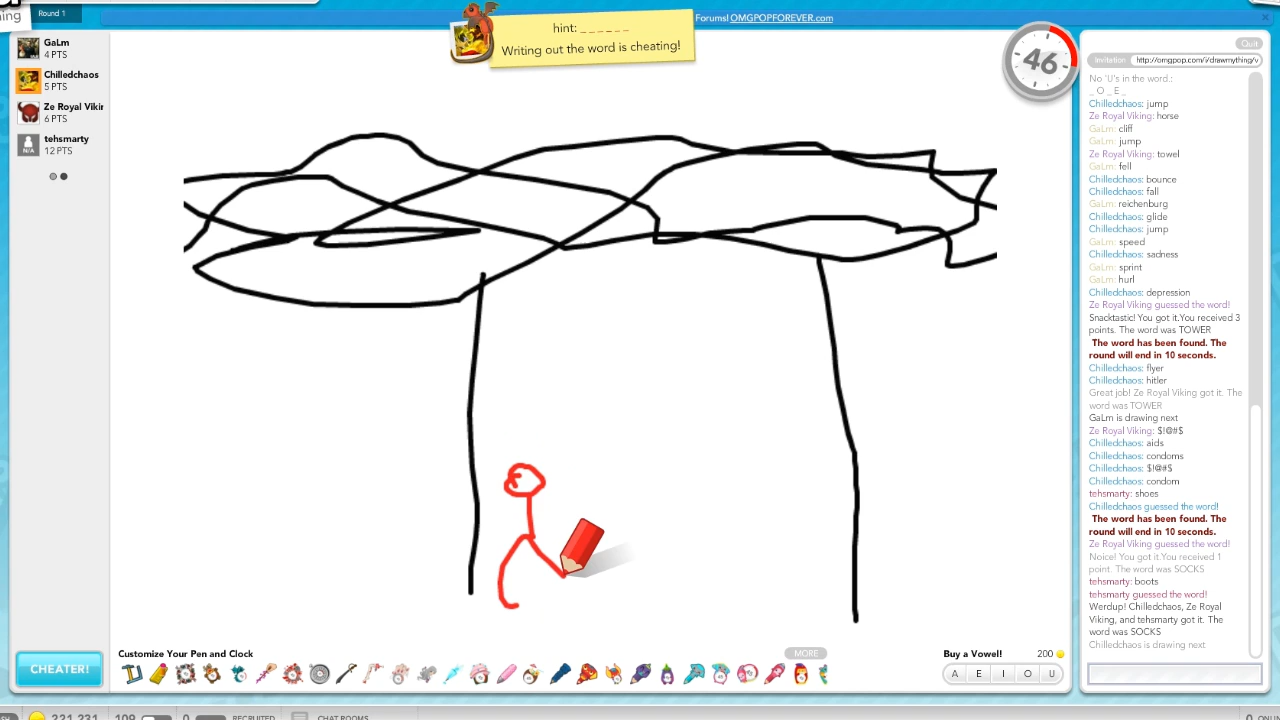 ning
Round 1
Forums! OMGPOPFOREVER.com
hint: _ _ _ _ _ _
Writing out the word is cheating!
GaLm
4 PTS
Chilledchaos
5 PTS
Ze Royal Vikir
6 PTS
N/A
tehsmarty
12 PTS
46
Quit
Invitation
http://omgpop.com/i/drawmything/v
_ O _ E _
Chilledchaos: jump
Ze Royal Viking: horse
GaLm: cliff
GaLm: jump
Ze Royal Viking: towel
GaLm: fell
Chilledchaos: bounce
Chilledchaos: fall
GaLm: reichenburg
Chilledchaos: glide
Chilledchaos: jump
GaLm: speed
Chilledchaos: sadness
GaLm: sprint
GaLm: hurl
Chilledchaos: depression
Ze Royal Viking guessed the word!
Snacktastic! You got it.You received 3
points. The word was TOWER
The word has been found. The
round will end in 10 seconds.
Chilledchaos: flyer
Chilledchaos: hitler
Great job! Ze Royal Viking got it. The
word was TOWER
GaLm is drawing next
Ze Royal Viking: $!@#$
Chilledchaos: aids
Chilledchaos: condoms
Chilledchaos: $!@#$
Chilledchaos: condom
tehsmarty: shoes
Chilledchaos guessed the word!
The word has been found. The
round will end in 10 seconds.
Ze Royal Viking guessed the word!
Noice! You got it.You received 1
point. The word was SOCKS
tehsmarty: boots
tehsmarty guessed the word!
Werdup! Chilledchaos, Ze Royal
Viking, and tehsmarty got it. The
word was SOCKS
Chilledchaos is drawing next
Customize Your Pen and Clock
MORE
Buy a Vowel!
200
A E I O U
CHEATER!
RECRUITED
CHAT ROOMS